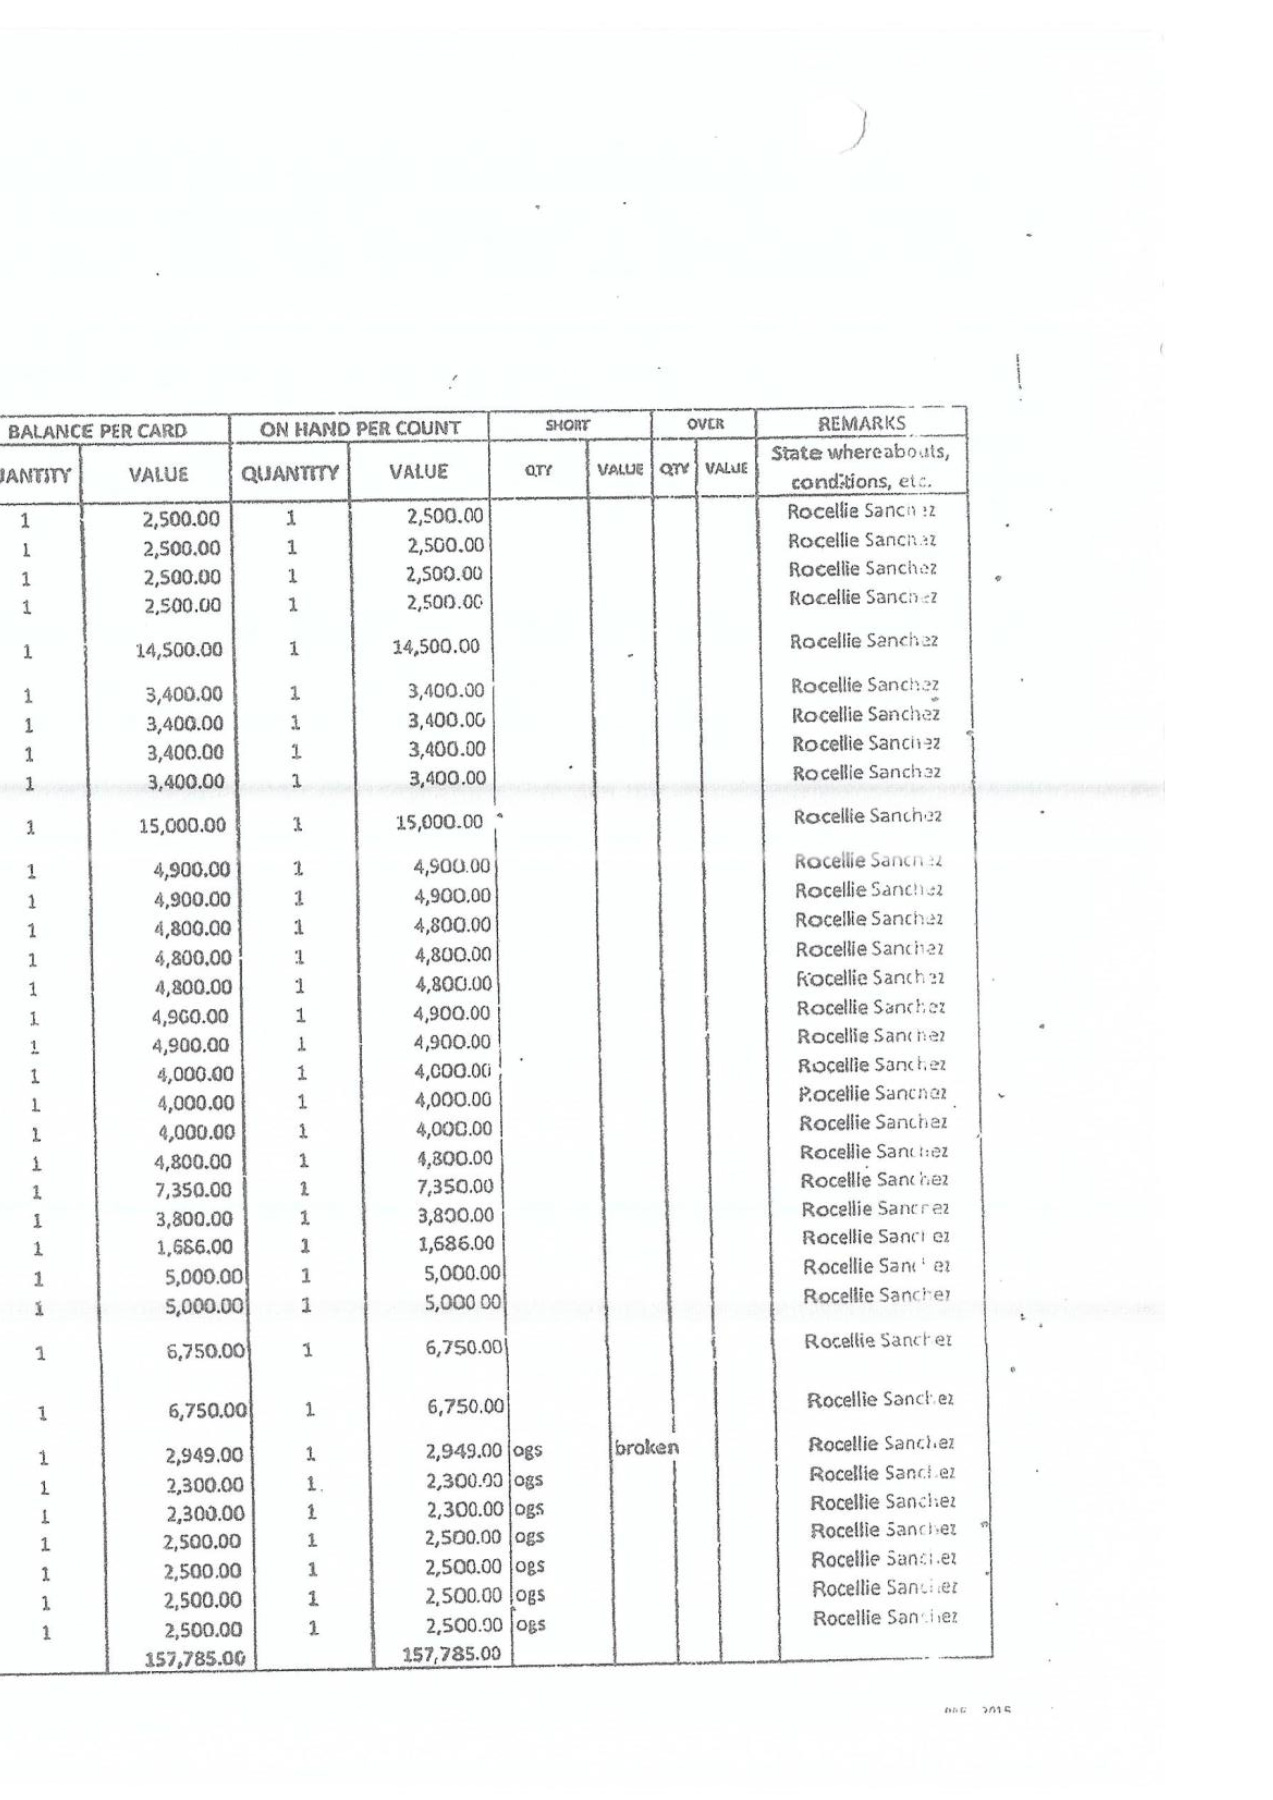 BALANCE PER CARD ON HAND PER COUNT SHORT OVER REMARKS
UANTITY VALUE QUANTITY VALUE QTY VALUE QTY VALUE State whereabouts, conditions, etc.
1 2,500.00 1 2,500.00 Rocellie Sanchez
1 2,500.00 1 2,500.00 Rocellie Sanchez
1 2,500.00 1 2,500.00 Rocellie Sanchez
1 2,500.00 1 2,500.00 Rocellie Sanchez
1 14,500.00 1 14,500.00 Rocellie Sanchez
1 3,400.00 1 3,400.00 Rocellie Sanchez
1 3,400.00 1 3,400.00 Rocellie Sanchez
1 3,400.00 1 3,400.00 Rocellie Sanchez
1 3,400.00 1 3,400.00 Rocellie Sanchez
1 15,000.00 1 15,000.00 Rocellie Sanchez
1 4,900.00 1 4,900.00 Rocellie Sanchez
1 4,900.00 1 4,900.00 Rocellie Sanchez
1 4,800.00 1 4,800.00 Rocellie Sanchez
1 4,800.00 1 4,800.00 Rocellie Sanchez
1 4,800.00 1 4,800.00 Rocellie Sanchez
1 4,900.00 1 4,900.00 Rocellie Sanchez
1 4,900.00 1 4,900.00 Rocellie Sanchez
1 4,000.00 1 4,000.00 Rocellie Sanchez
1 4,000.00 1 4,000.00 Rocellie Sanchez
1 4,000.00 1 4,000.00 Rocellie Sanchez
1 4,800.00 1 4,800.00 Rocellie Sanchez
1 7,350.00 1 7,350.00 Rocellie Sanchez
1 3,800.00 1 3,800.00 Rocellie Sanchez
1 1,686.00 1 1,686.00 Rocellie Sanchez
1 5,000.00 1 5,000.00 Rocellie Sanchez
1 5,000.00 1 5,000.00 Rocellie Sanchez
1 6,750.00 1 6,750.00 Rocellie Sanchez
1 6,750.00 1 6,750.00 Rocellie Sanchez
1 2,949.00 1 2,949.00 ogs broken Rocellie Sanchez
1 2,300.00 1 2,300.00 ogs Rocellie Sanchez
1 2,300.00 1 2,300.00 ogs Rocellie Sanchez
1 2,500.00 1 2,500.00 ogs Rocellie Sanchez
1 2,500.00 1 2,500.00 ogs Rocellie Sanchez
1 2,500.00 1 2,500.00 ogs Rocellie Sanchez
1 2,500.00 1 2,500.00 ogs Rocellie Sanchez
157,785.00 157,785.00
2015